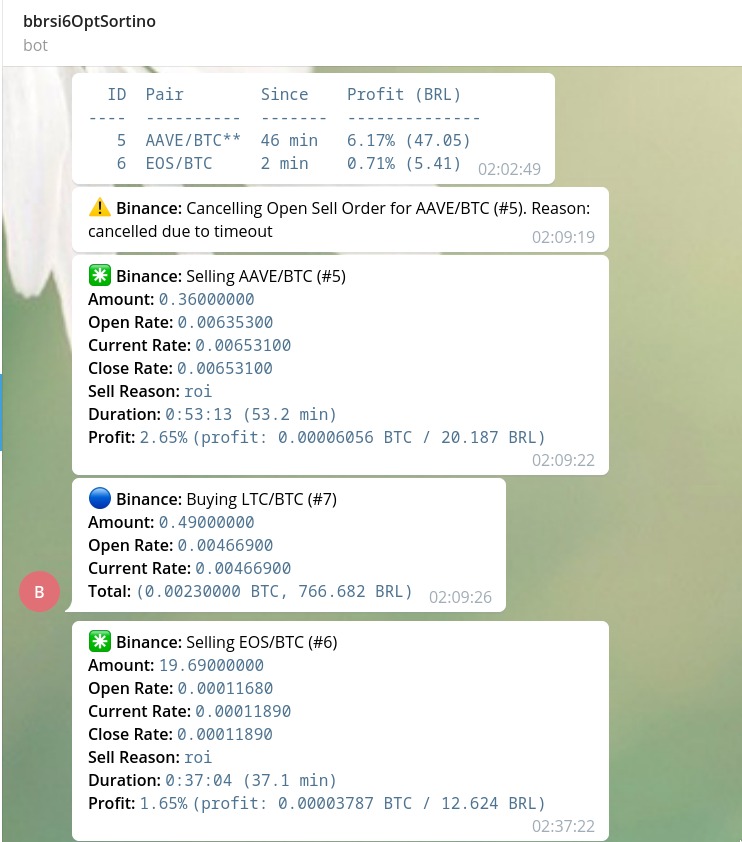 bbrsi6OptSortino
bot
ID Pair Since Profit (BRL)
---- ---------- ------- --------------
5 AAVE/BTC** 46 min 6.17% (47.05)
6 EOS/BTC 2 min 0.71% (5.41) 02:02:49
⚠️ Binance: Cancelling Open Sell Order for AAVE/BTC (#5). Reason:
cancelled due to timeout 02:09:19
✳️ Binance: Selling AAVE/BTC (#5)
Amount: 0.36000000
Open Rate: 0.00635300
Current Rate: 0.00653100
Close Rate: 0.00653100
Sell Reason: roi
Duration: 0:53:13 (53.2 min)
Profit: 2.65% (profit: 0.00006056 BTC / 20.187 BRL)
02:09:22
🔵 Binance: Buying LTC/BTC (#7)
Amount: 0.49000000
Open Rate: 0.00466900
Current Rate: 0.00466900
Total: (0.00230000 BTC, 766.682 BRL) 02:09:26
B
✳️ Binance: Selling EOS/BTC (#6)
Amount: 19.69000000
Open Rate: 0.00011680
Current Rate: 0.00011890
Close Rate: 0.00011890
Sell Reason: roi
Duration: 0:37:04 (37.1 min)
Profit: 1.65% (profit: 0.00003787 BTC / 12.624 BRL)
02:37:22